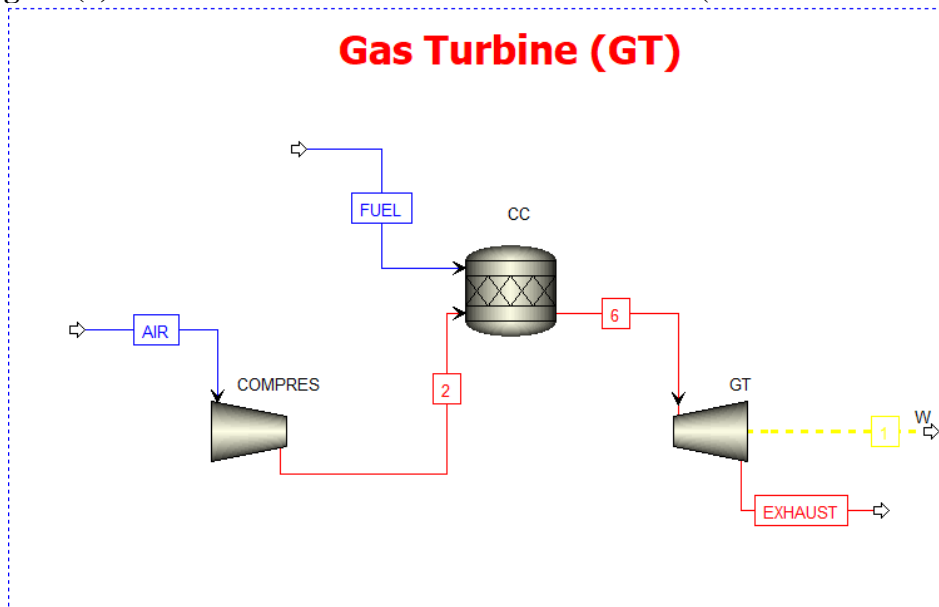 Gas Turbine (GT)
FUEL
CC
AIR
6
COMPRES
2
GT
W
1
EXHAUST